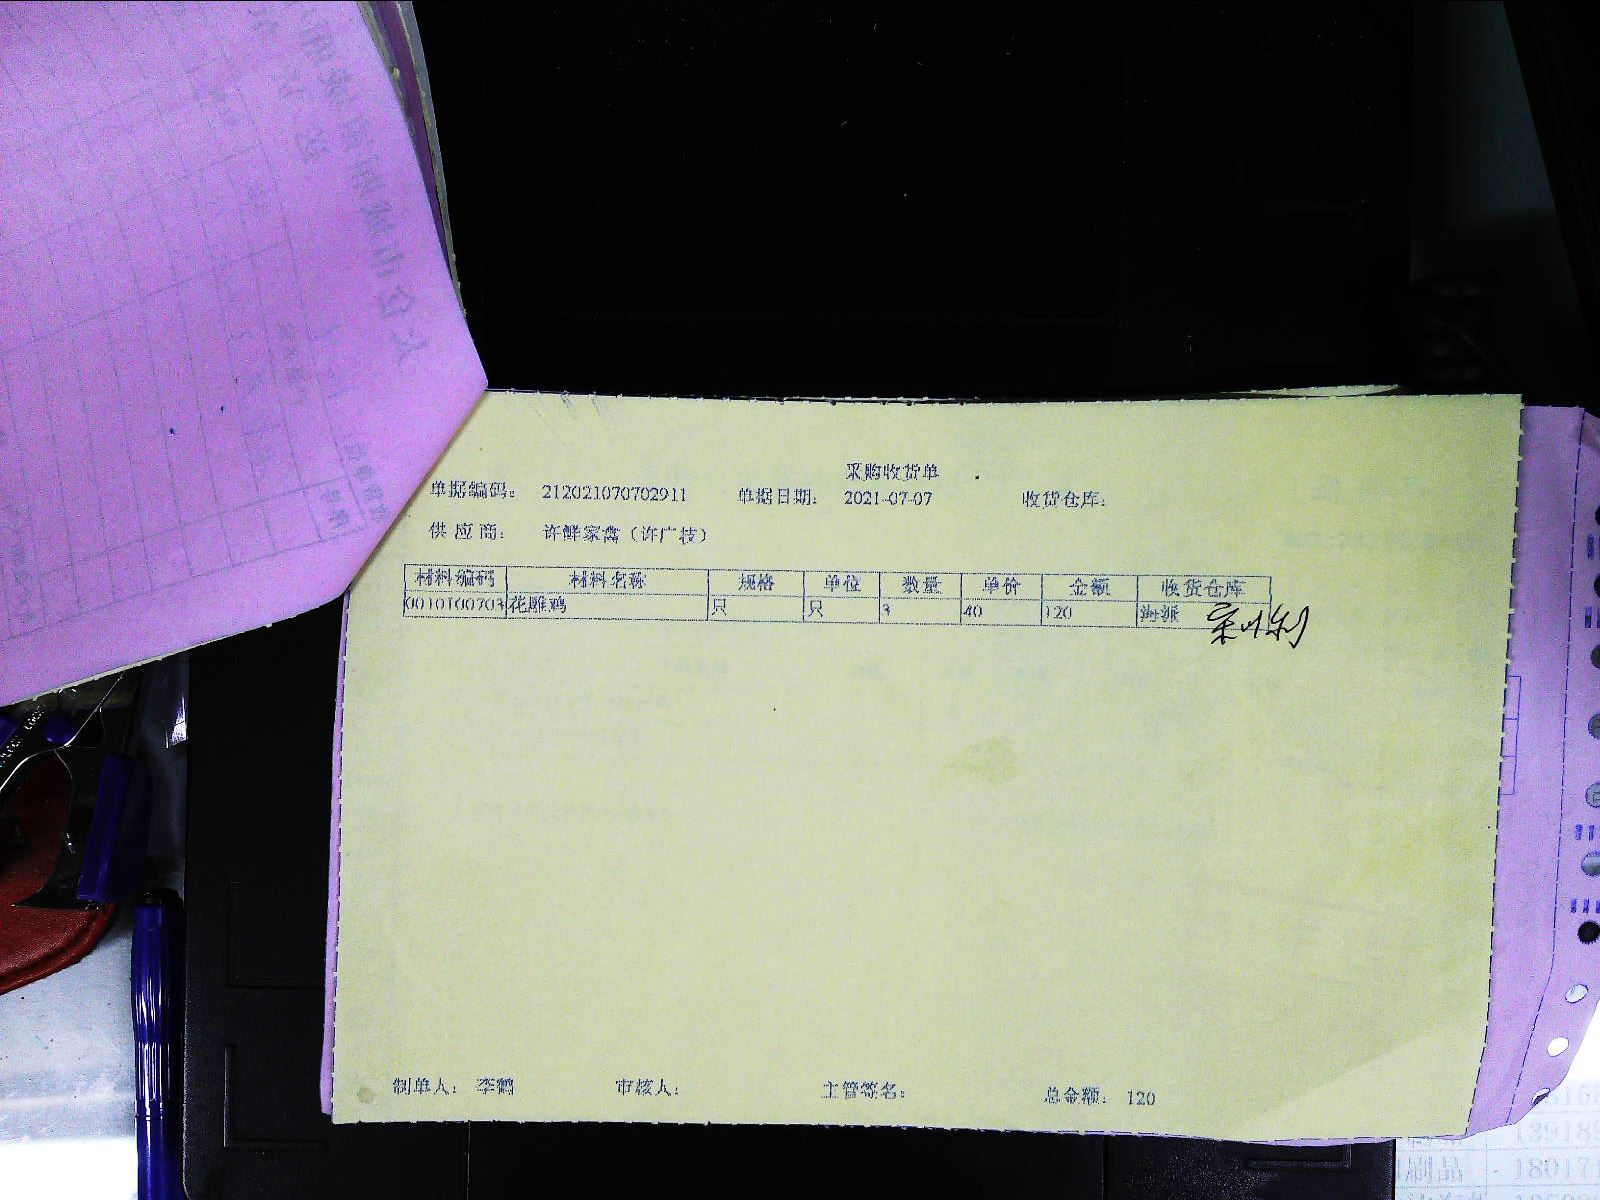 采购收货单
单据编码： 212021070702911 单据日期： 2021-07-07 收货仓库：
供应商： 许鲜家禽（许广技）
材料编码 材料名称 规格 单位 数量 单价 金额 收货仓库
0010100703 花雕鸡 只 只 3 40 120 海派
制单人： 李鹤 审核人： 主管签名： 总金额： 120
刷品 18017